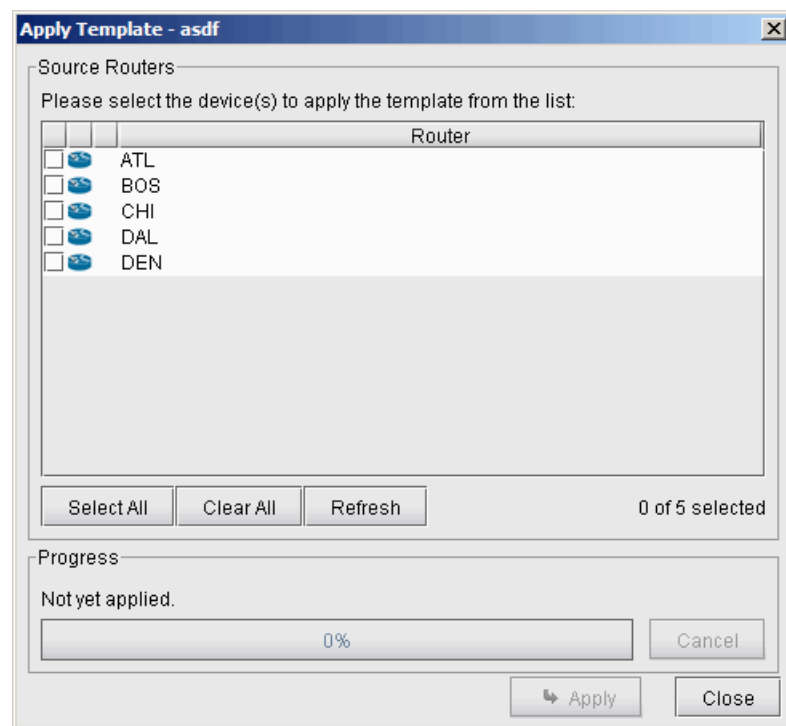 Apply Template - asdf
Source Routers
Please select the device(s) to apply the template from the list:
Router
ATL
BOS
CHI
DAL
DEN
Select All Clear All Refresh 0 of 5 selected
Progress
Not yet applied.
0% Cancel
Apply Close